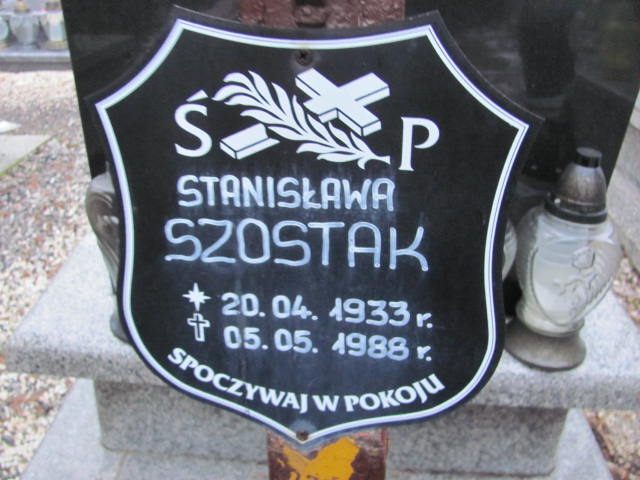 Ś P
STANISŁAWA
SZOSTAK
20.04.1933 r.
05.05.1988 r.
SPOCZYWAJ W POKOJU